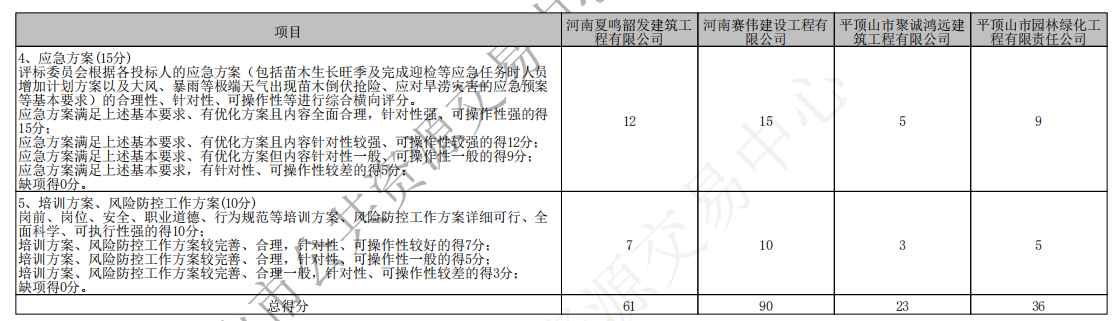 项目
河南夏鸣韶发建筑工
程有限公司
河南赛伟建设工程有
限公司
平顶山市聚诚鸿远建
筑工程有限公司
平顶山市园林绿化工
程有限责任公司
4、应急方案(15分)
评标委员会根据各投标人的应急方案（包括苗木生长旺季及完成迎检等应急任务时人员
增加计划方案以及大风、暴雨等极端天气出现苗木倒伏抢险、应对旱涝灾害的应急预案
等基本要求）的合理性、针对性、可操作性等进行综合横向评分。
应急方案满足上述基本要求、有优化方案且内容全面合理，针对性强、可操作性强的得
15分；
应急方案满足上述基本要求、有优化方案且内容针对性较强、可操作性较强的得12分；
应急方案满足上述基本要求、有优化方案但内容针对性一般、可操作性一般的得9分；
应急方案满足上述基本要求，有针对性、可操作性较差的得5分。
缺项得0分。
12
15
5
9
5、培训方案、风险防控工作方案(10分)
岗前、岗位、安全、职业道德、行为规范等培训方案、风险防控工作方案详细可行、全
面科学、可执行性强的得10分；
培训方案、风险防控工作方案较完善、合理，针对性、可操作性较好的得7分；
培训方案、风险防控工作方案较完善、合理，针对性、可操作性一般的得5分；
培训方案、风险防控工作方案较完善、合理一般，针对性、可操作性较差的得3分；
缺项得0分。
7
10
3
5
总得分
61
90
23
36
市公共资源交易中心
源交易中心